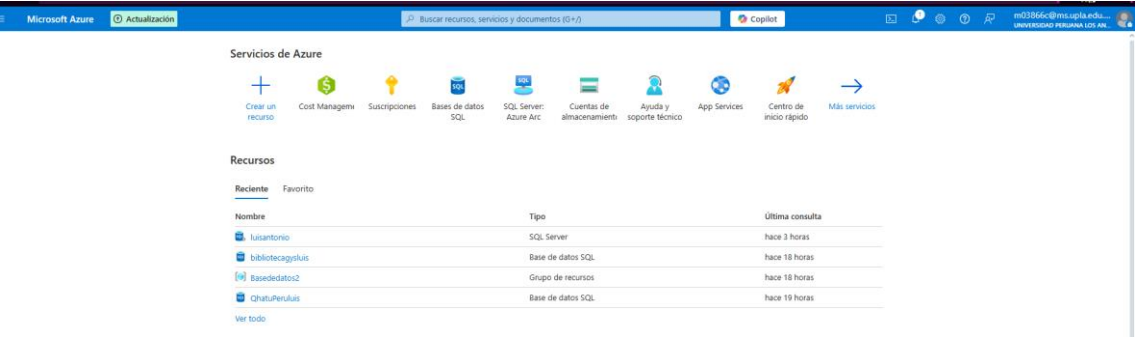 Microsoft Azure
Actualización
Buscar recursos, servicios y documentos (G+/)
Copilot
1
m03866c@ms.upla.edu....
UNIVERSIDAD PERUANA LOS AN...
Servicios de Azure
Crear un recurso
Cost Managem
Suscripciones
Bases de datos SQL
SQL Server: Azure Arc
Cuentas de almacenamiento
Ayuda y soporte técnico
App Services
Centro de inicio rápido
Más servicios
Recursos
Reciente Favorito
Nombre Tipo Última consulta
luisantonio SQL Server hace 3 horas
bibliotecagysluis Base de datos SQL hace 18 horas
Basededatos2 Grupo de recursos hace 18 horas
QhatuPeruluis Base de datos SQL hace 19 horas
Ver todo